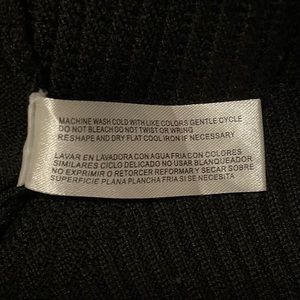 MACHINE WASH COLD WITH LIKE COLORS GENTLE CYCLE
DO NOT BLEACH DO NOT TWIST OR WRING
RESHAPE AND DRY FLAT COOL IRON IF NECESSARY
LAVAR EN LAVADORA CON AGUA FRIA CON COLORES
SIMILARES CICLO DELICADO NO USAR BLANQUEADOR
NO EXPRIMIR O RETORCER REFORMAR Y SECAR SOBRE
SUPERFICIE PLANA PLANCHA FRIA SI SE NECESITA